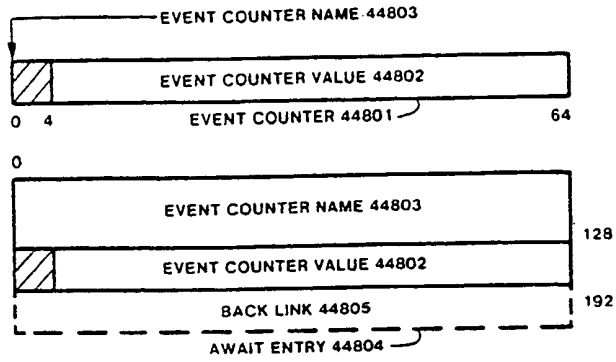 EVENT COUNTER NAME 44803
EVENT COUNTER VALUE 44802
0 4 EVENT COUNTER 44801 64
0
EVENT COUNTER NAME 44803
128
EVENT COUNTER VALUE 44802
192
BACK LINK 44805
AWAIT ENTRY 44804